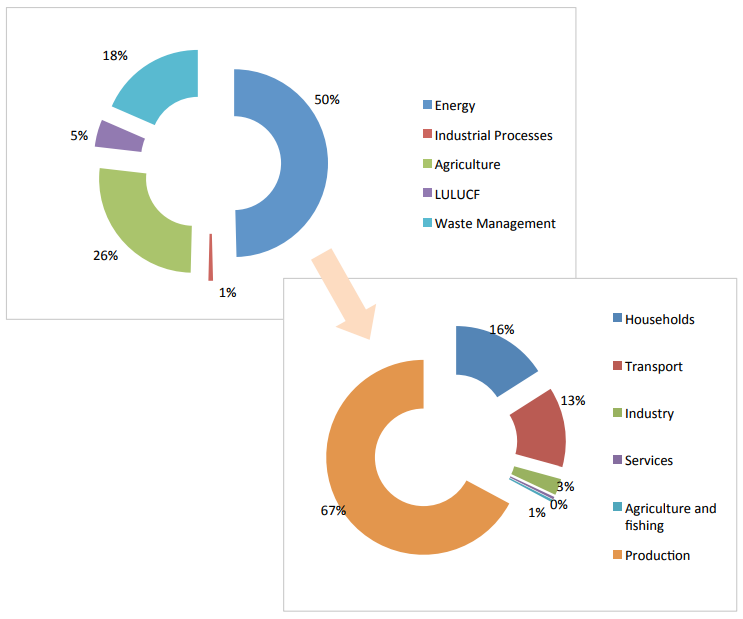 18%
50%
5%
26%
1%
Energy
Industrial Processes
Agriculture
LULUCF
Waste Management
16%
13%
3%
0%
1%
67%
Households
Transport
Industry
Services
Agriculture and
fishing
Production